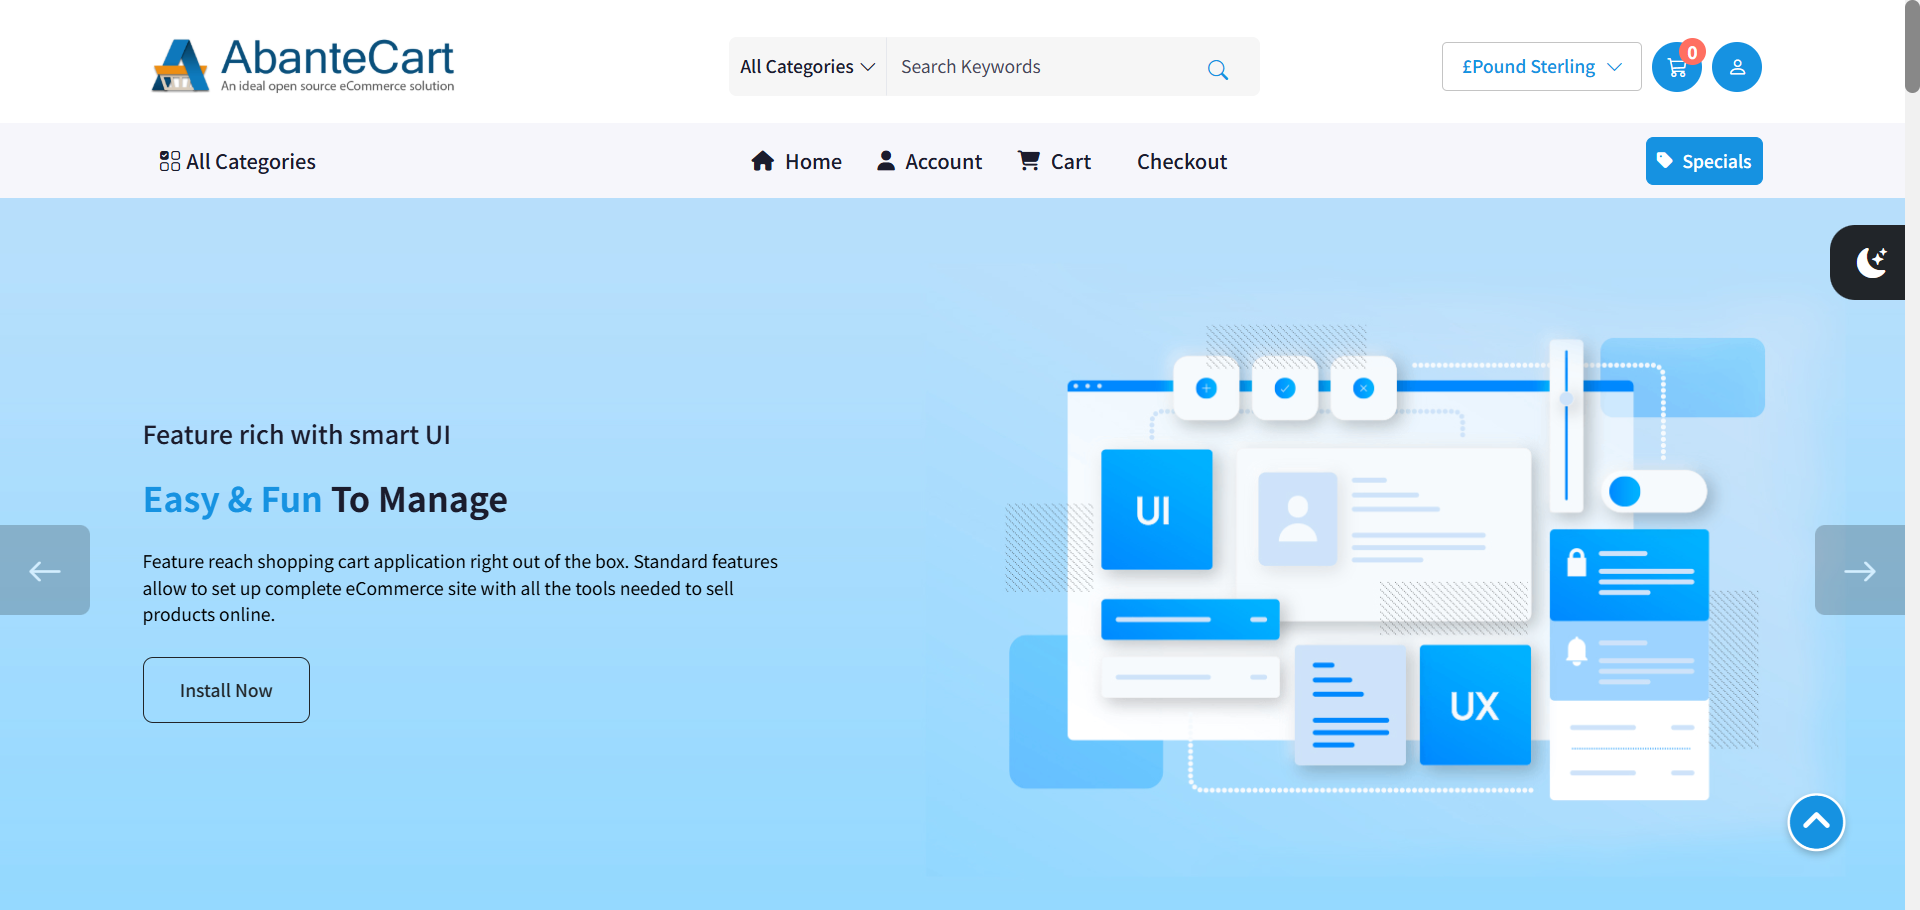 AbanteCart
An ideal open source eCommerce solution
All Categories
Search Keywords
£Pound Sterling
0
All Categories
Home
Account
Cart
Checkout
Specials
Feature rich with smart UI
Easy & Fun To Manage
Feature reach shopping cart application right out of the box. Standard features
allow to set up complete eCommerce site with all the tools needed to sell
products online.
Install Now
UI
UX